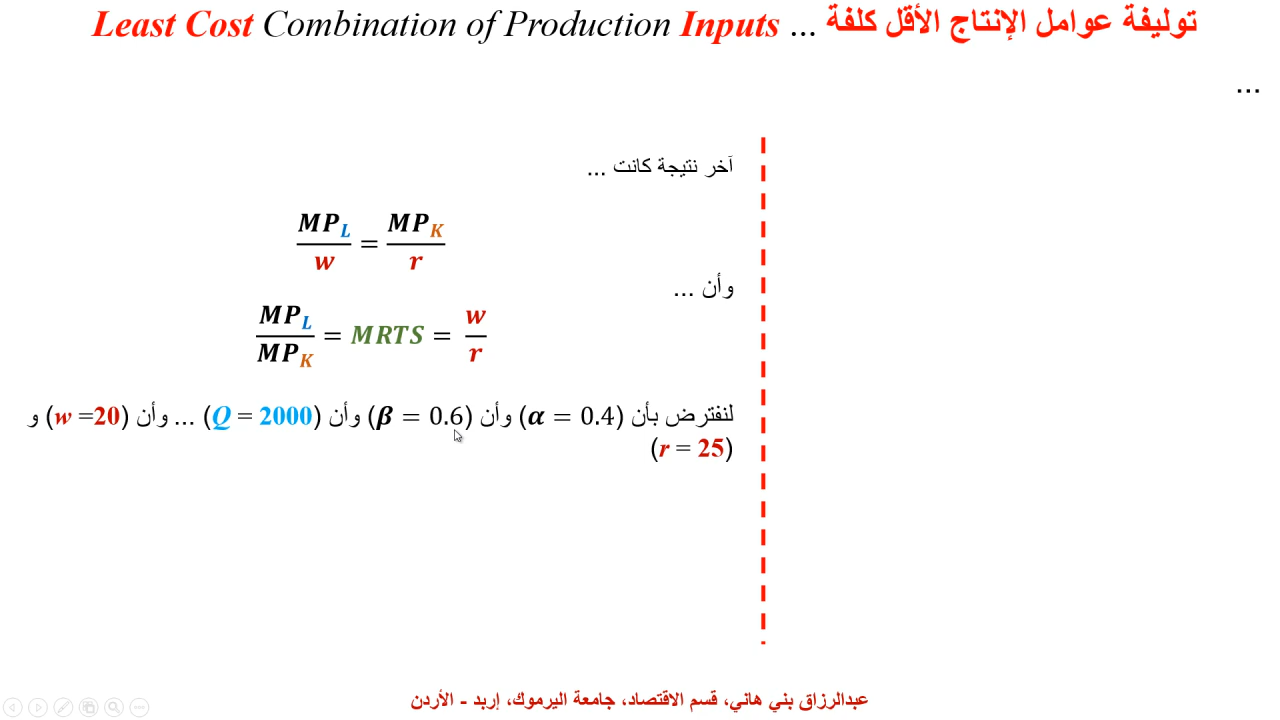 توليفة عوامل الإنتاج الأقل كلفة ... Least Cost Combination of Production Inputs
...
آخر نتيجة كانت ...
MP_L / w = MP_K / r
وأن ...
MP_L / MP_K = MRTS = w / r
لنفترض بأن (α = 0.4) وأن (β = 0.6) وأن (Q = 2000) ... وأن (w =20) و
(r = 25)
عبدالرزاق بني هاني، قسم الاقتصاد، جامعة اليرموك، إربد - الأردن